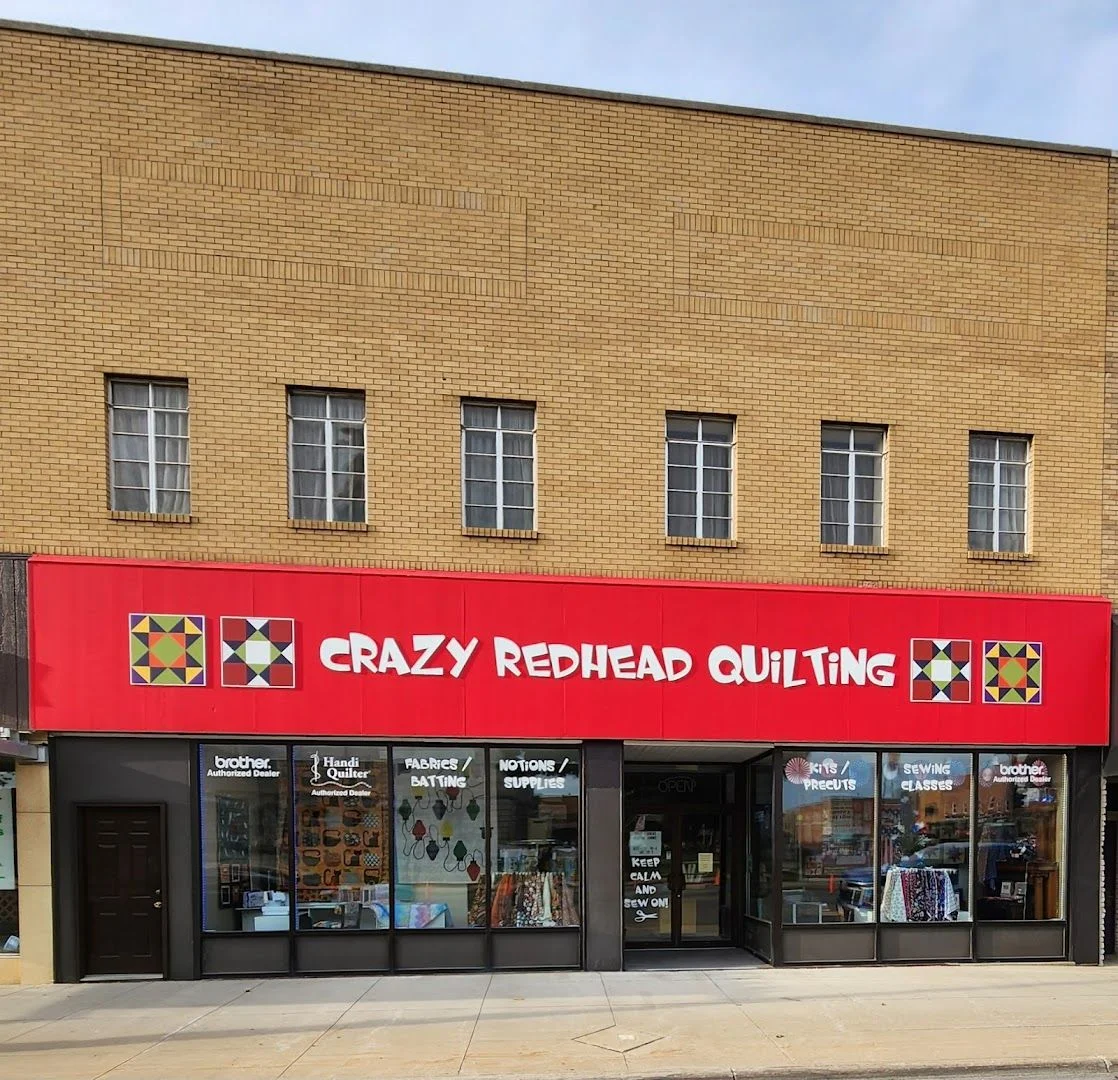 CRAZY REDHEAD QUILTING
brother.
Authorized Dealer
Handi
Quilter
Authorized Dealer
FABRICS /
BATTING
NOTIONS /
SUPPLIES
OPEN
KEEP
CALM
AND
SEW ON!
KITS /
PRECUTS
SEWING
CLASSES
brother.
Authorized Dealer